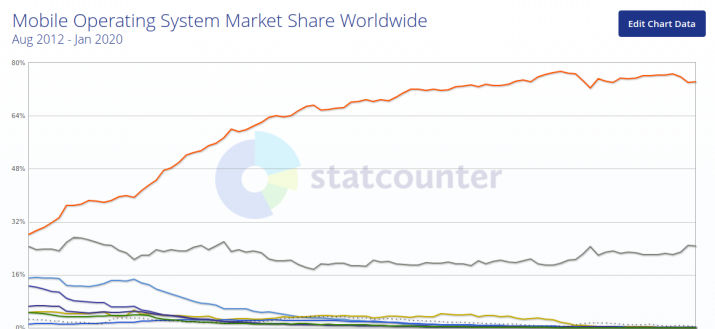 Mobile Operating System Market Share Worldwide
Edit Chart Data
Aug 2012 - Jan 2020
80%
64%
statcounter
48%
32%
16%
0%